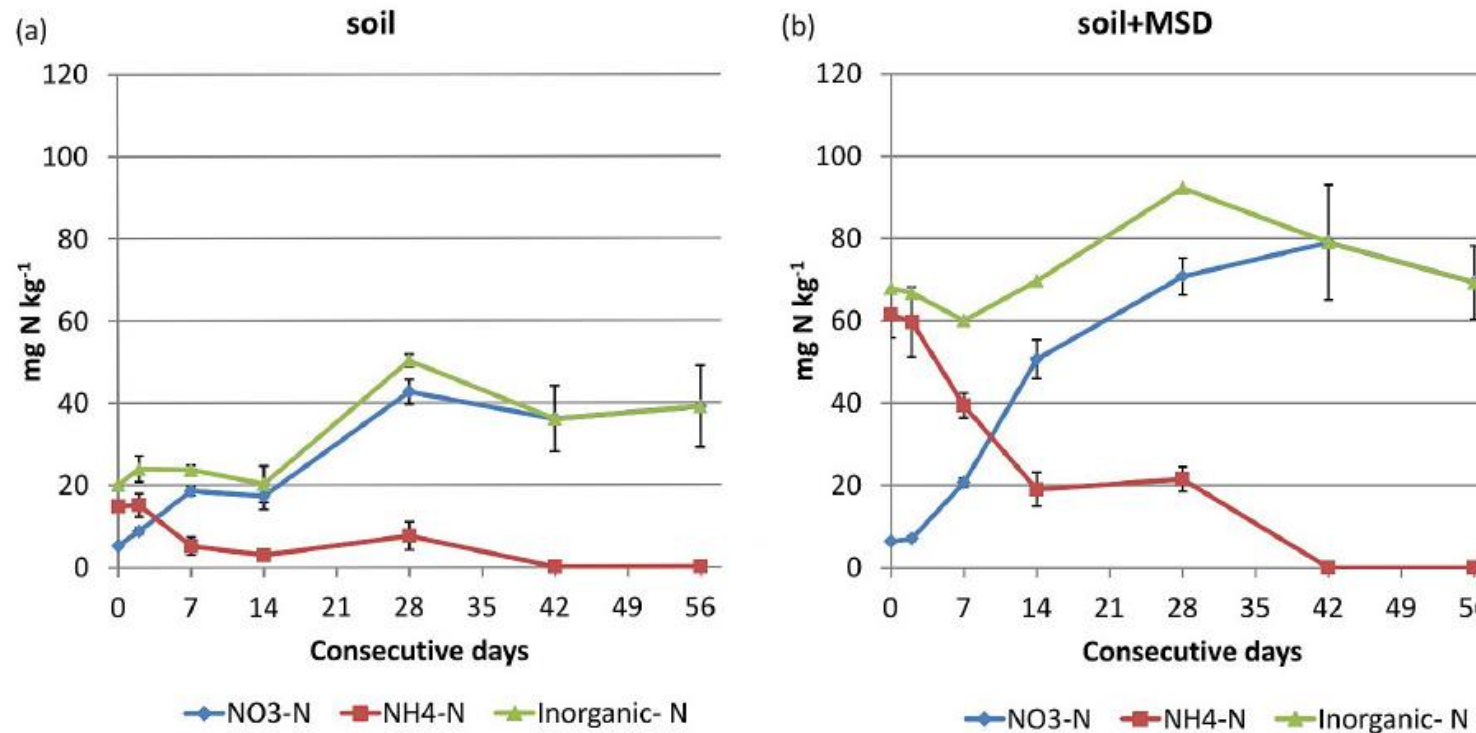 (a) soil
120
100
80
60
40
20
0
mg N kg⁻¹
0 7 14 21 28 35 42 49 56
Consecutive days
NO3-N NH4-N Inorganic- N
(b) soil+MSD
120
100
80
60
40
20
0
mg N kg⁻¹
0 7 14 21 28 35 42 49 56
Consecutive days
NO3-N NH4-N Inorganic- N